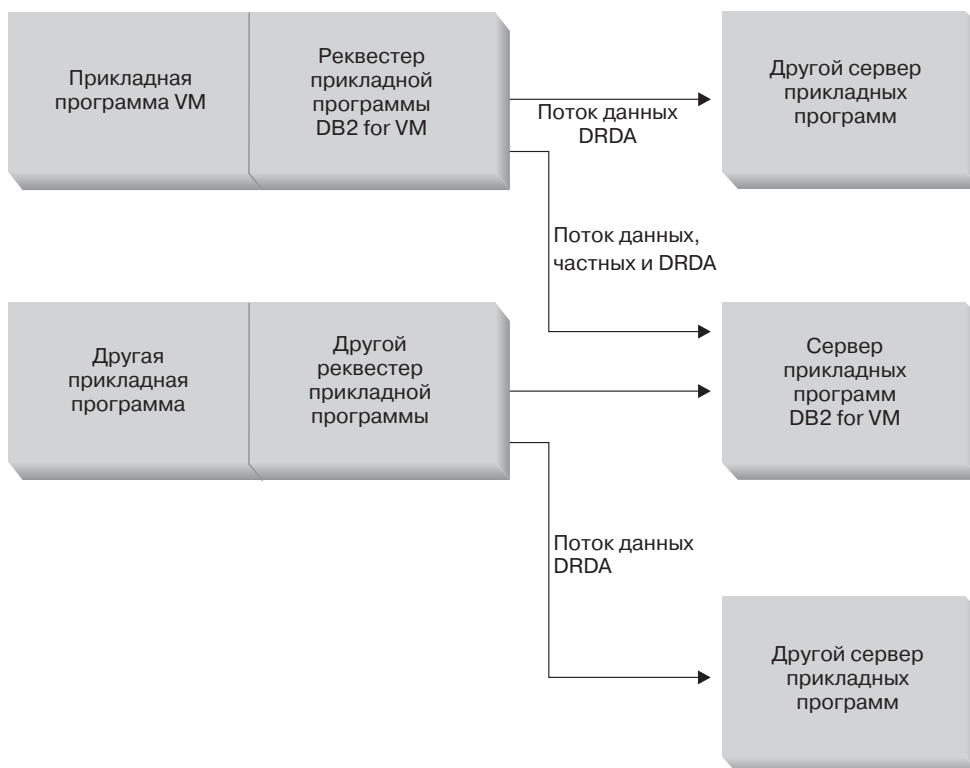 Прикладная
программа VM
Реквестер
прикладной
программы
DB2 for VM
Поток данных
DRDA
Другой сервер
прикладных
программ
Поток данных,
частных и DRDA
Другая
прикладная
программа
Другой
реквестер
прикладной
программы
Сервер
прикладных
программ
DB2 for VM
Поток данных
DRDA
Другой сервер
прикладных
программ